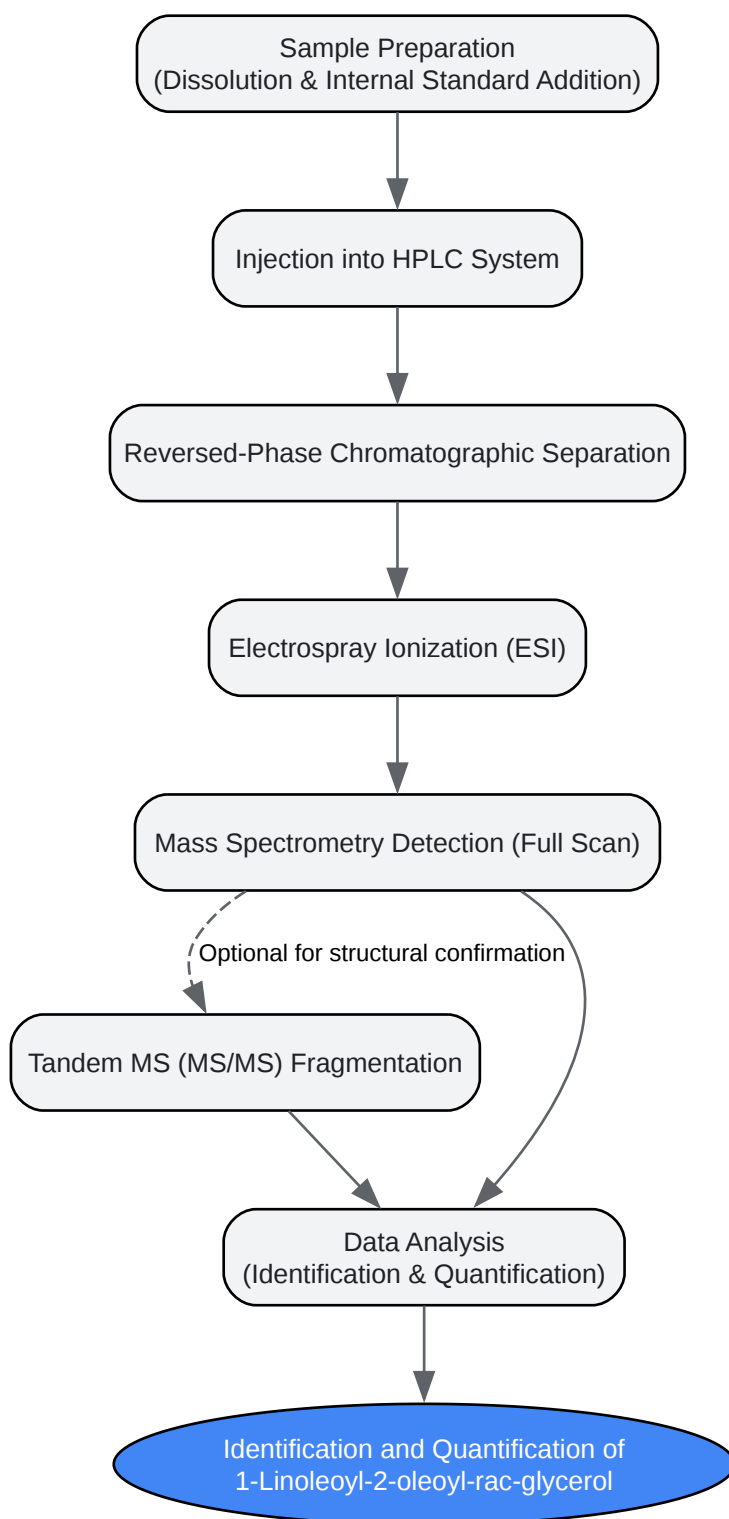 Sample Preparation
(Dissolution & Internal Standard Addition)
Injection into HPLC System
Reversed-Phase Chromatographic Separation
Electrospray Ionization (ESI)
Mass Spectrometry Detection (Full Scan)
Optional for structural confirmation
Tandem MS (MS/MS) Fragmentation
Data Analysis
(Identification & Quantification)
Identification and Quantification of
1-Linoleoyl-2-oleoyl-rac-glycerol